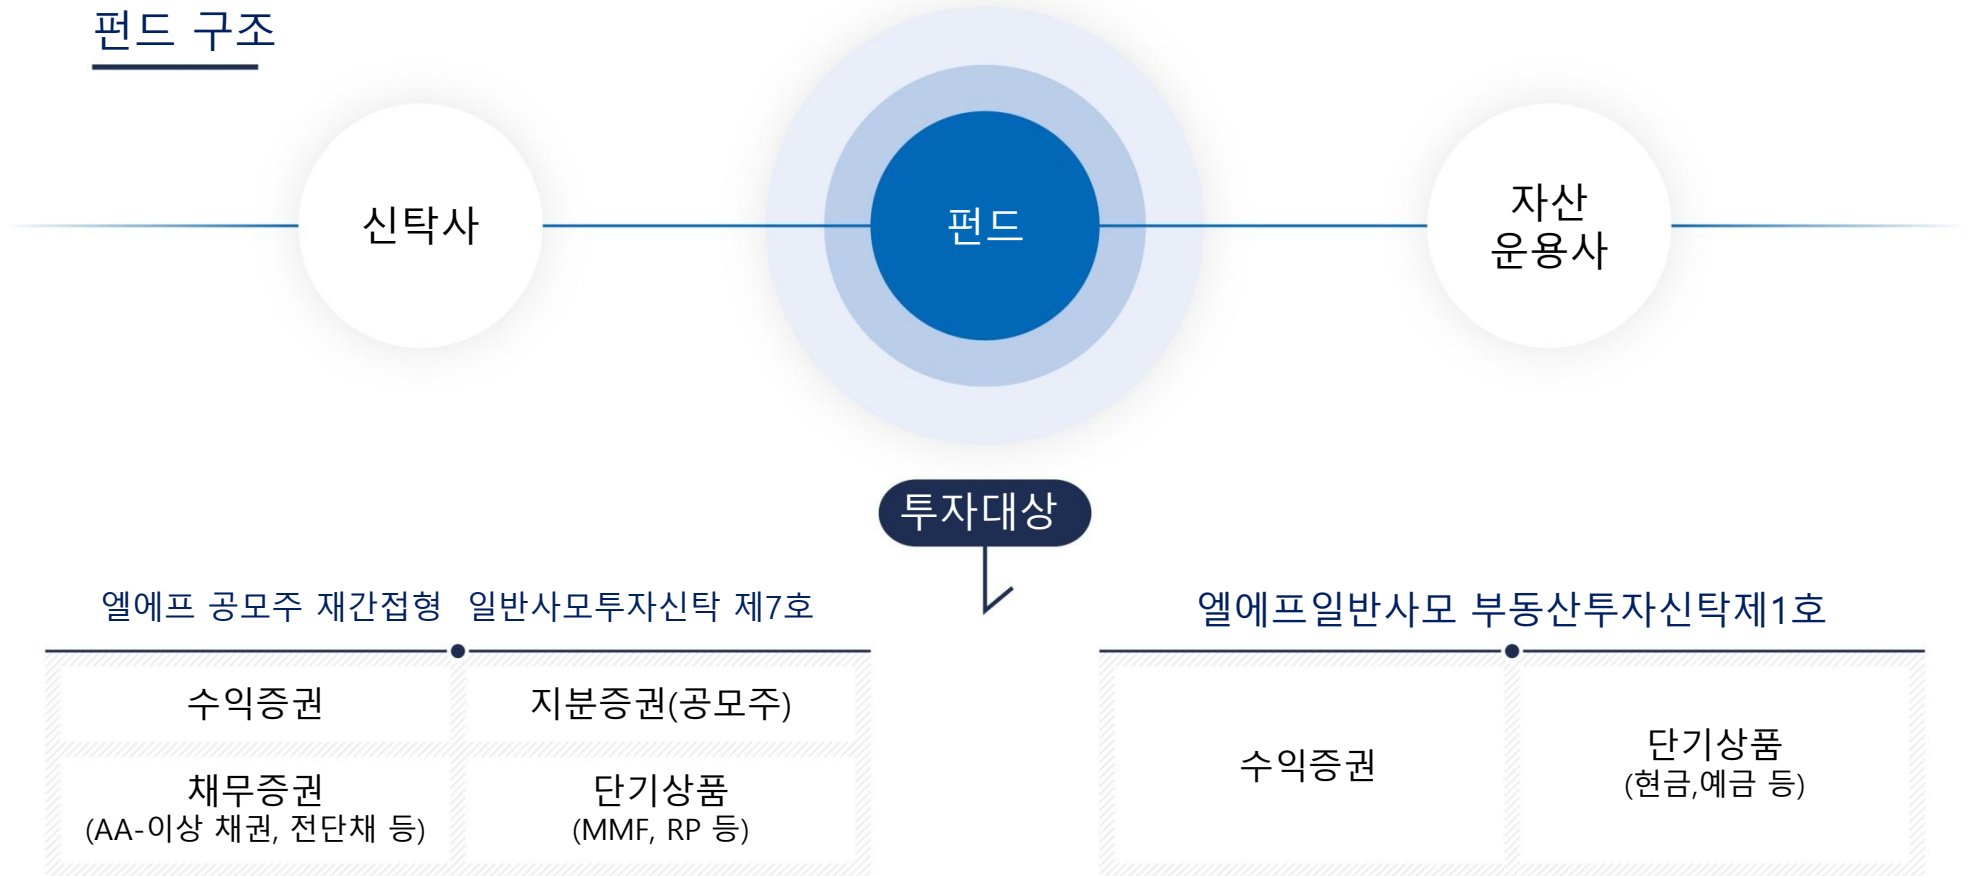 펀드 구조
신탁사
펀드
자산
운용사
투자대상
엘에프 공모주 재간접형 일반사모투자신탁 제7호
수익증권
지분증권(공모주)
채무증권
(AA-이상 채권, 전단채 등)
단기상품
(MMF, RP 등)
엘에프일반사모 부동산투자신탁제1호
수익증권
단기상품
(현금,예금 등)